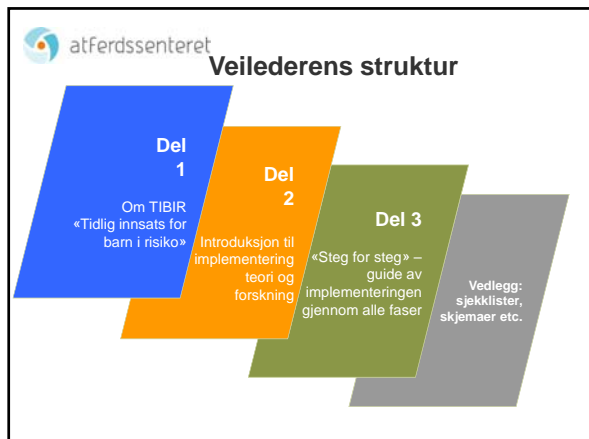 atferdssenteret
Veilederens struktur
Del
1
Om TIBIR
«Tidlig innsats for
barn i risiko»
Del
2
Introduksjon til
implementering
teori og
forskning
Del 3
«Steg for steg» –
guide av
implementeringen
gjennom alle faser
Vedlegg:
sjekklister,
skjemaer etc.